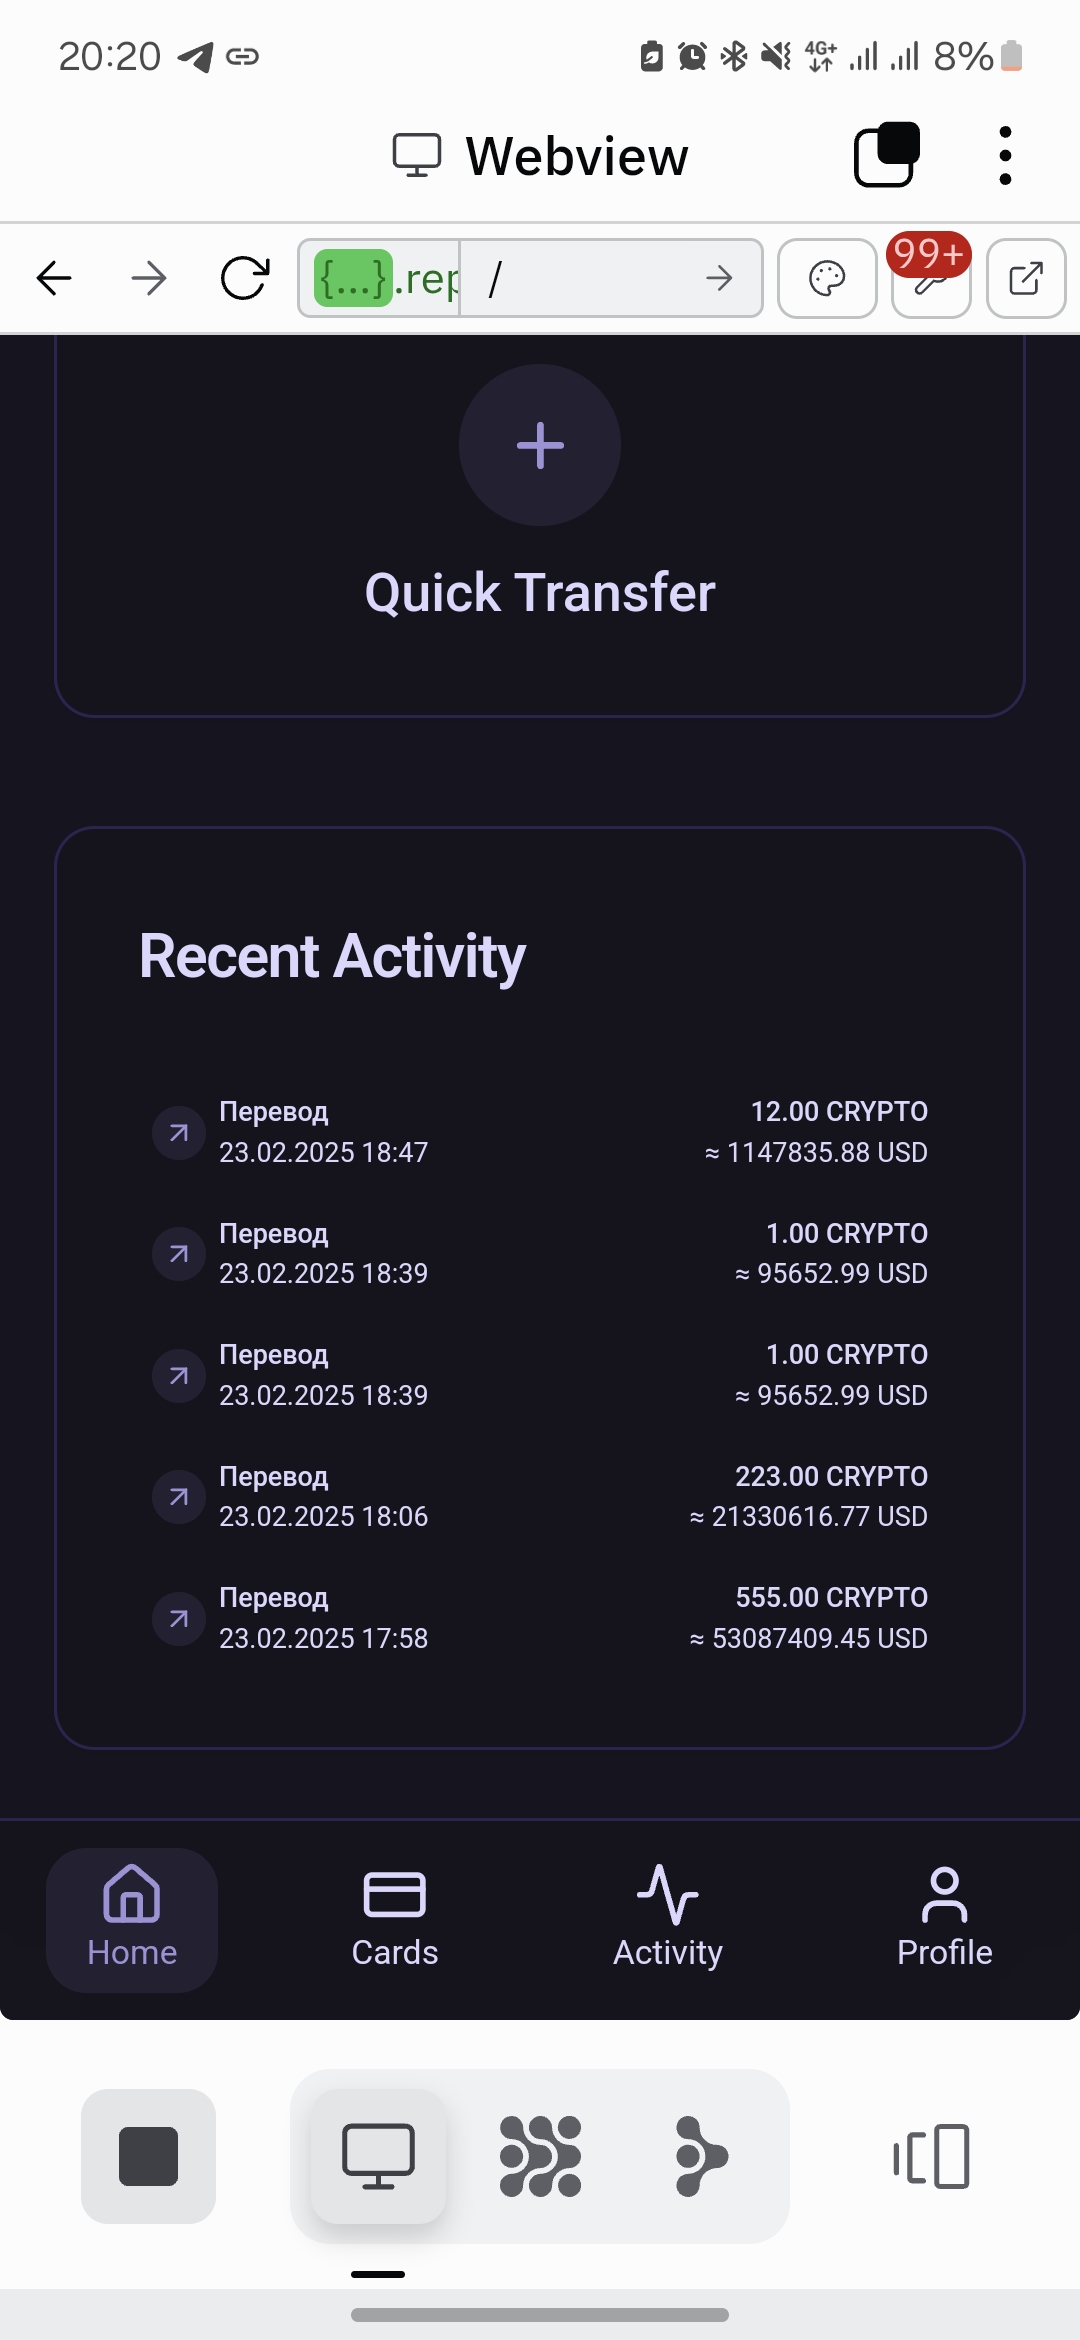 20:20
4G+
8%
Webview
{...}.rep /
99+
Quick Transfer
Recent Activity
Перевод
12.00 CRYPTO
23.02.2025 18:47
≈ 1147835.88 USD
Перевод
1.00 CRYPTO
23.02.2025 18:39
≈ 95652.99 USD
Перевод
1.00 CRYPTO
23.02.2025 18:39
≈ 95652.99 USD
Перевод
223.00 CRYPTO
23.02.2025 18:06
≈ 21330616.77 USD
Перевод
555.00 CRYPTO
23.02.2025 17:58
≈ 53087409.45 USD
Home
Cards
Activity
Profile